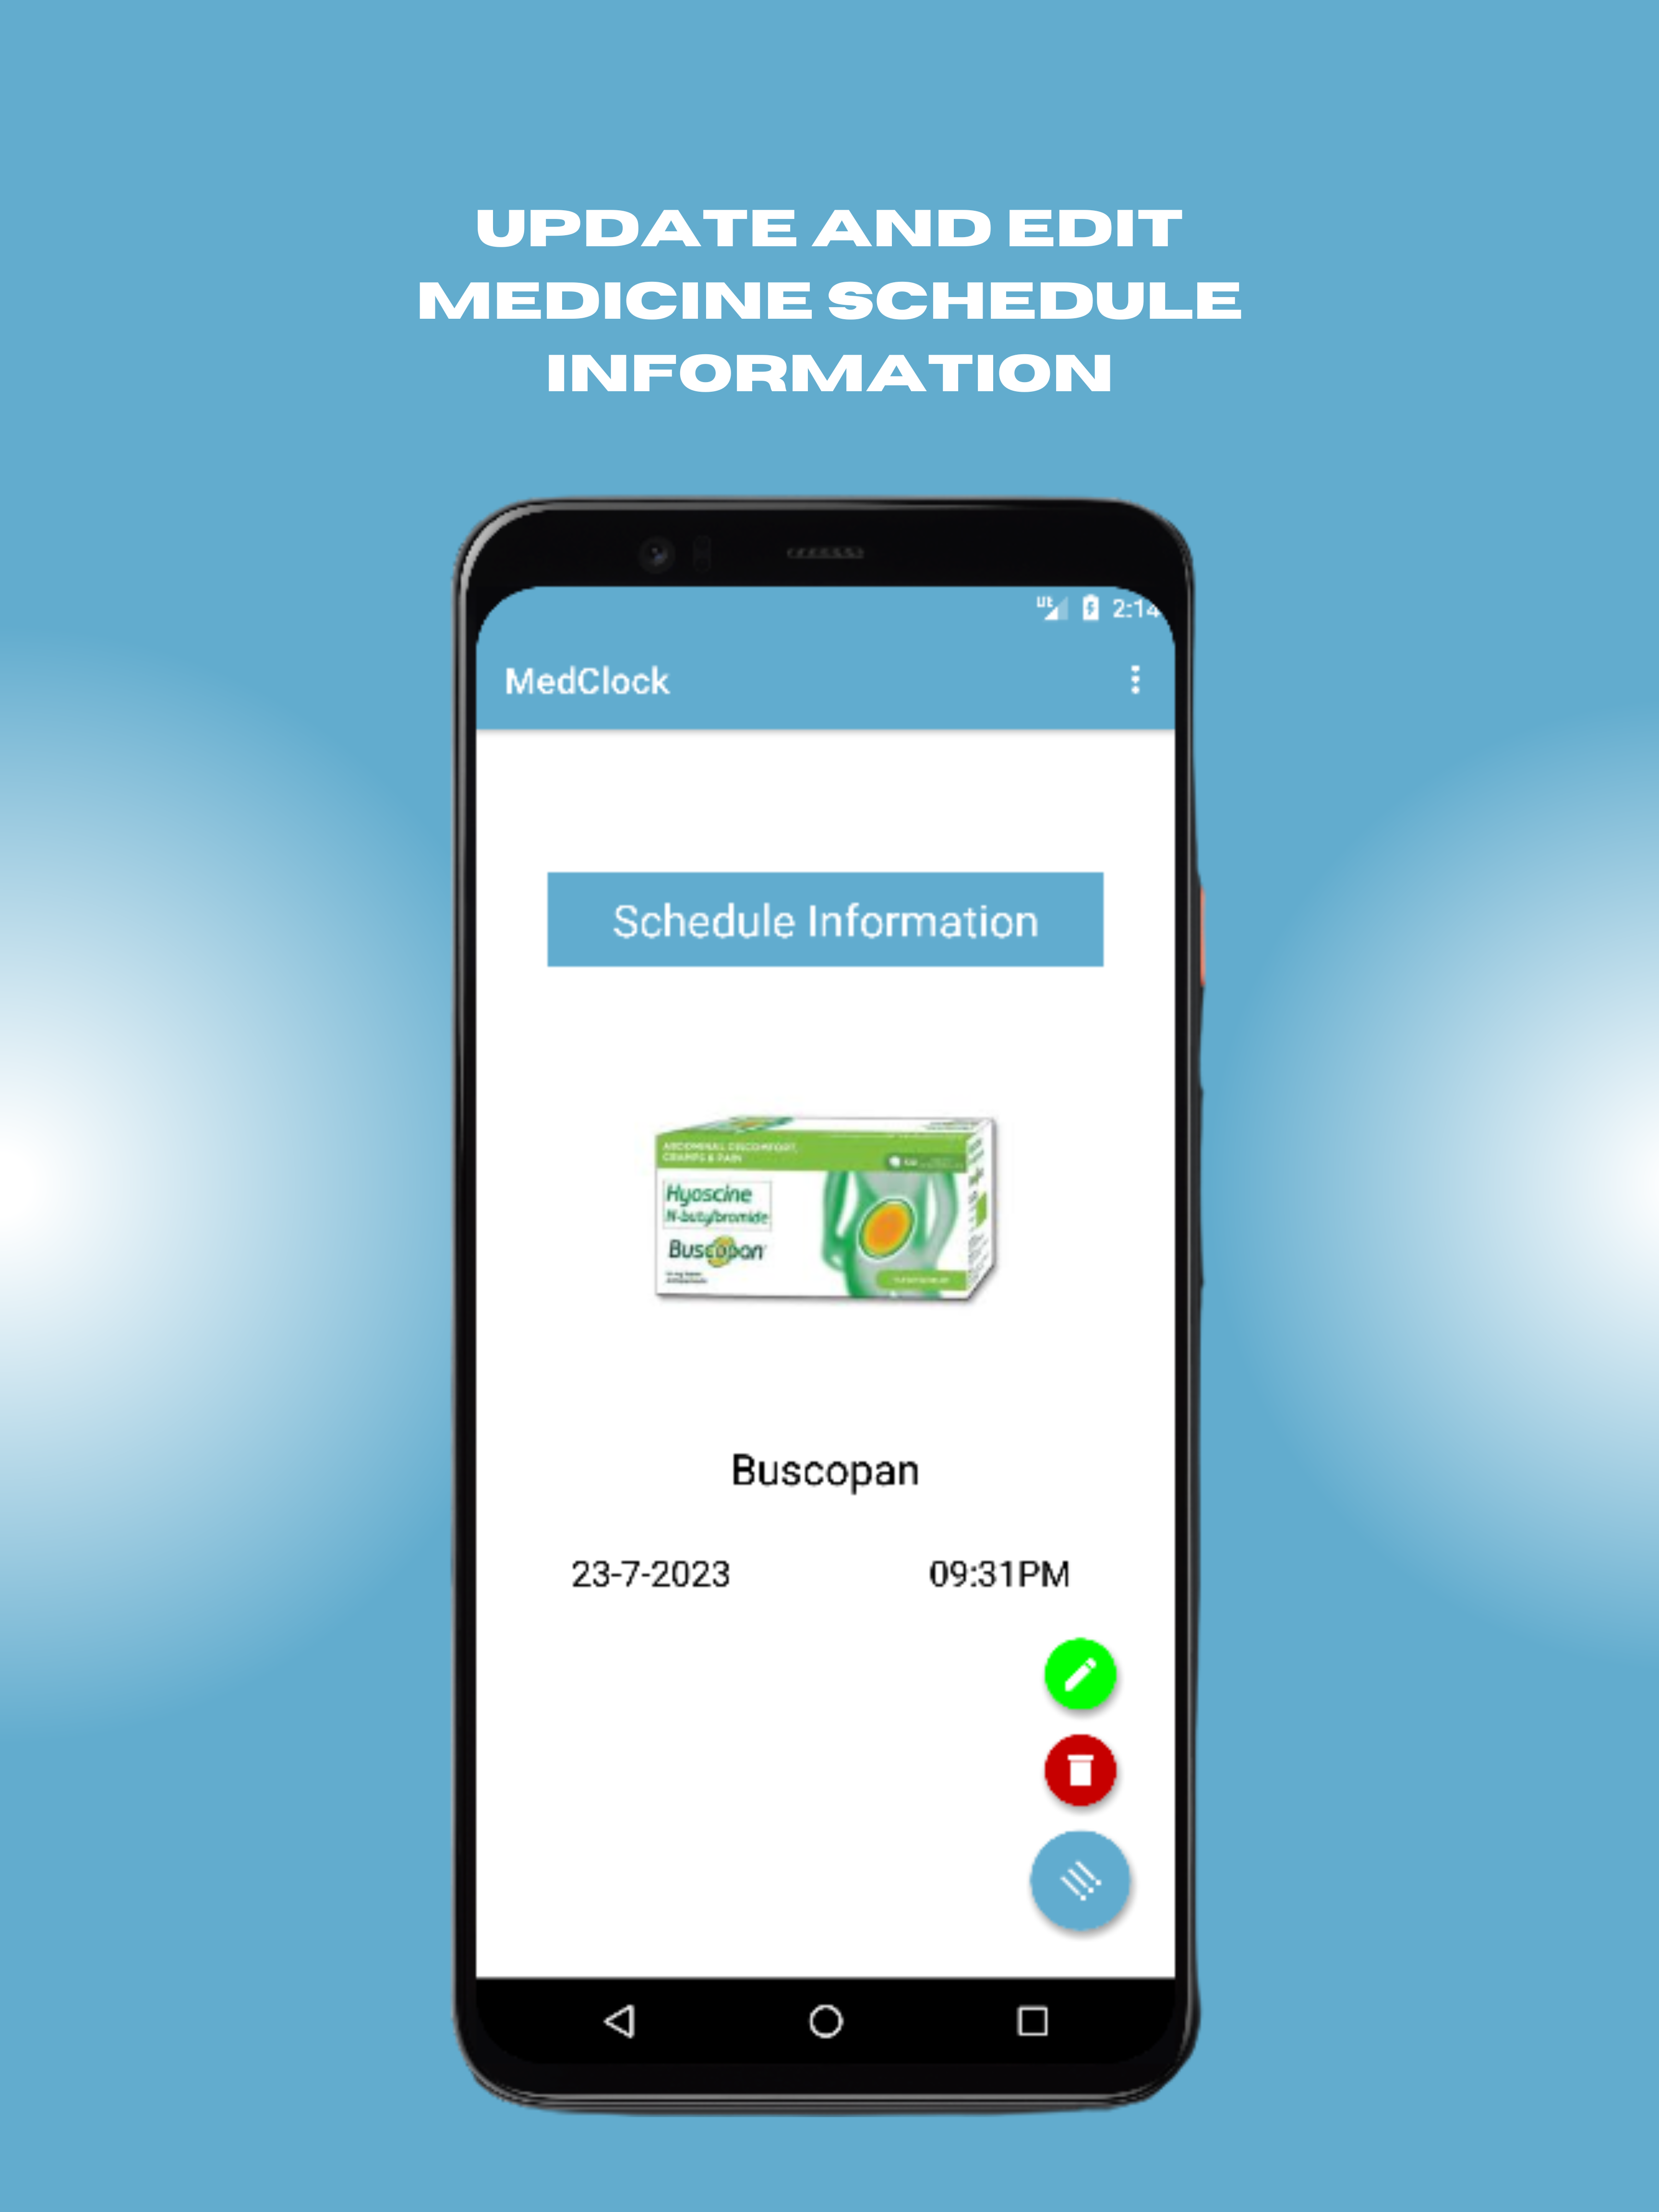 UPDATE AND EDIT
MEDICINE SCHEDULE
INFORMATION
2:14
MedClock
Schedule Information
ABDOMINAL DISCOMFORT,
CRAMPS & PAIN
Hyoscine
N-butylbromide
Buscopan
Buscopan
23-7-2023 09:31PM